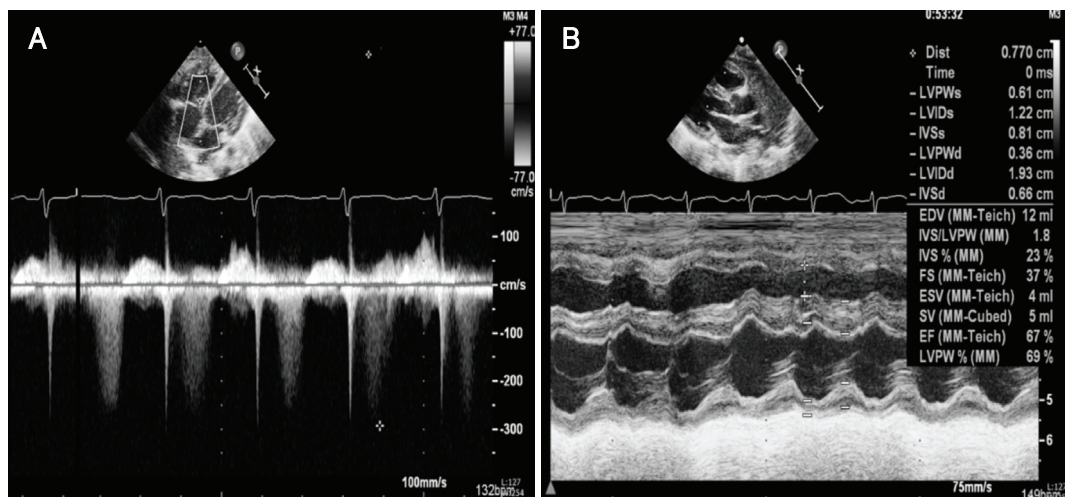 A
M3 M4
+77.0
-77.0
cm/s
100
cm/s
-100
-200
-300
100mm/s
132bpm
L:127
B
0:53:32
M3
Dist 0.770 cm
Time 0 ms
LVPWs 0.61 cm
LVIDs 1.22 cm
IVSs 0.81 cm
LVPWd 0.36 cm
LVIDd 1.93 cm
IVSd 0.66 cm
EDV (MM-Teich) 12 ml
IVS/LVPW (MM) 1.8
IVS % (MM) 23 %
FS (MM-Teich) 37 %
ESV (MM-Teich) 4 ml
SV (MM-Cubed) 5 ml
EF (MM-Teich) 67 %
LVPW % (MM) 69 %
5
6
75mm/s
149bpm
L:127